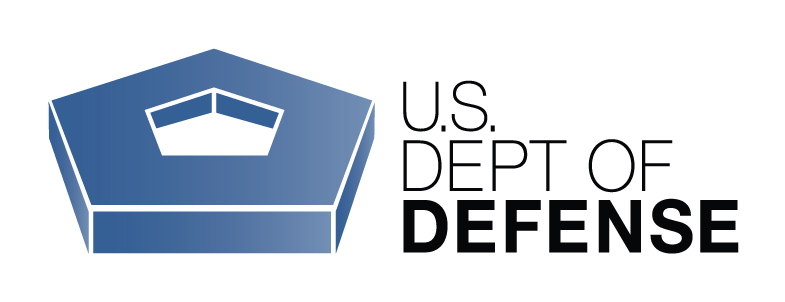 U.S.
DEPT OF
DEFENSE